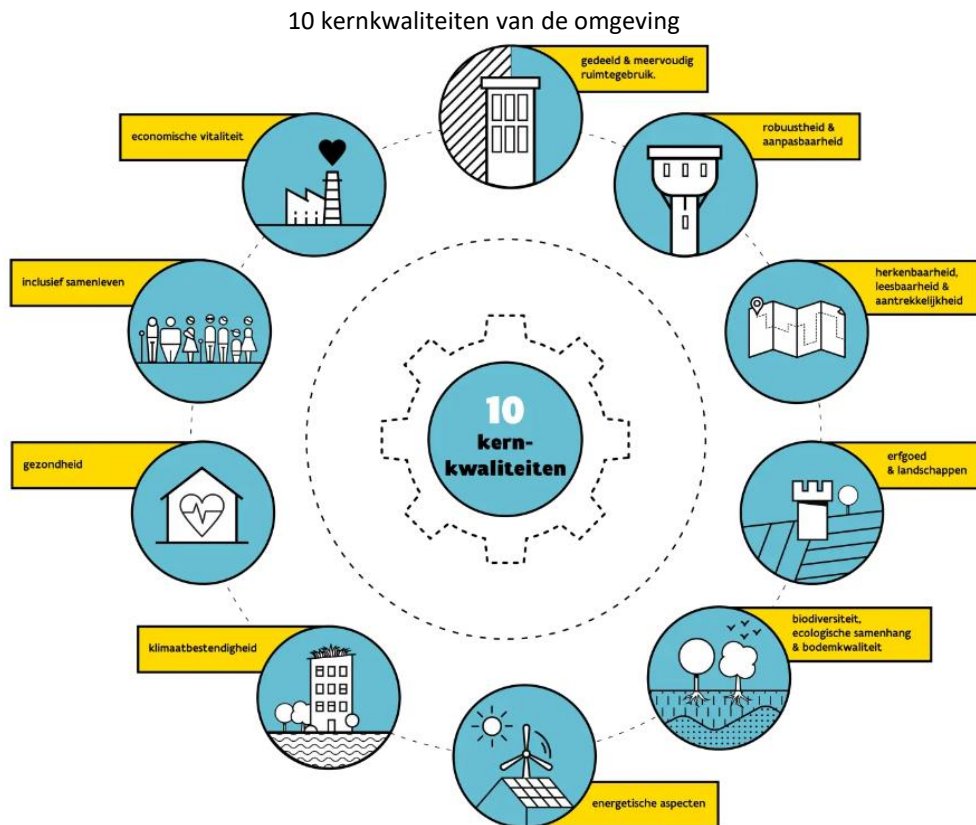 10 kernkwaliteiten van de omgeving
gedeeld & meervoudig
ruimtegebruik.
economische vitaliteit
robuustheid &
aanpasbaarheid
inclusief samenleven
herkenbaarheid,
leesbaarheid &
aantrekkelijkheid
10
kern-
kwaliteiten
gezondheid
erfgoed
& landschappen
klimaatbestendigheid
biodiversiteit,
ecologische samenhang
& bodemkwaliteit
energetische aspecten